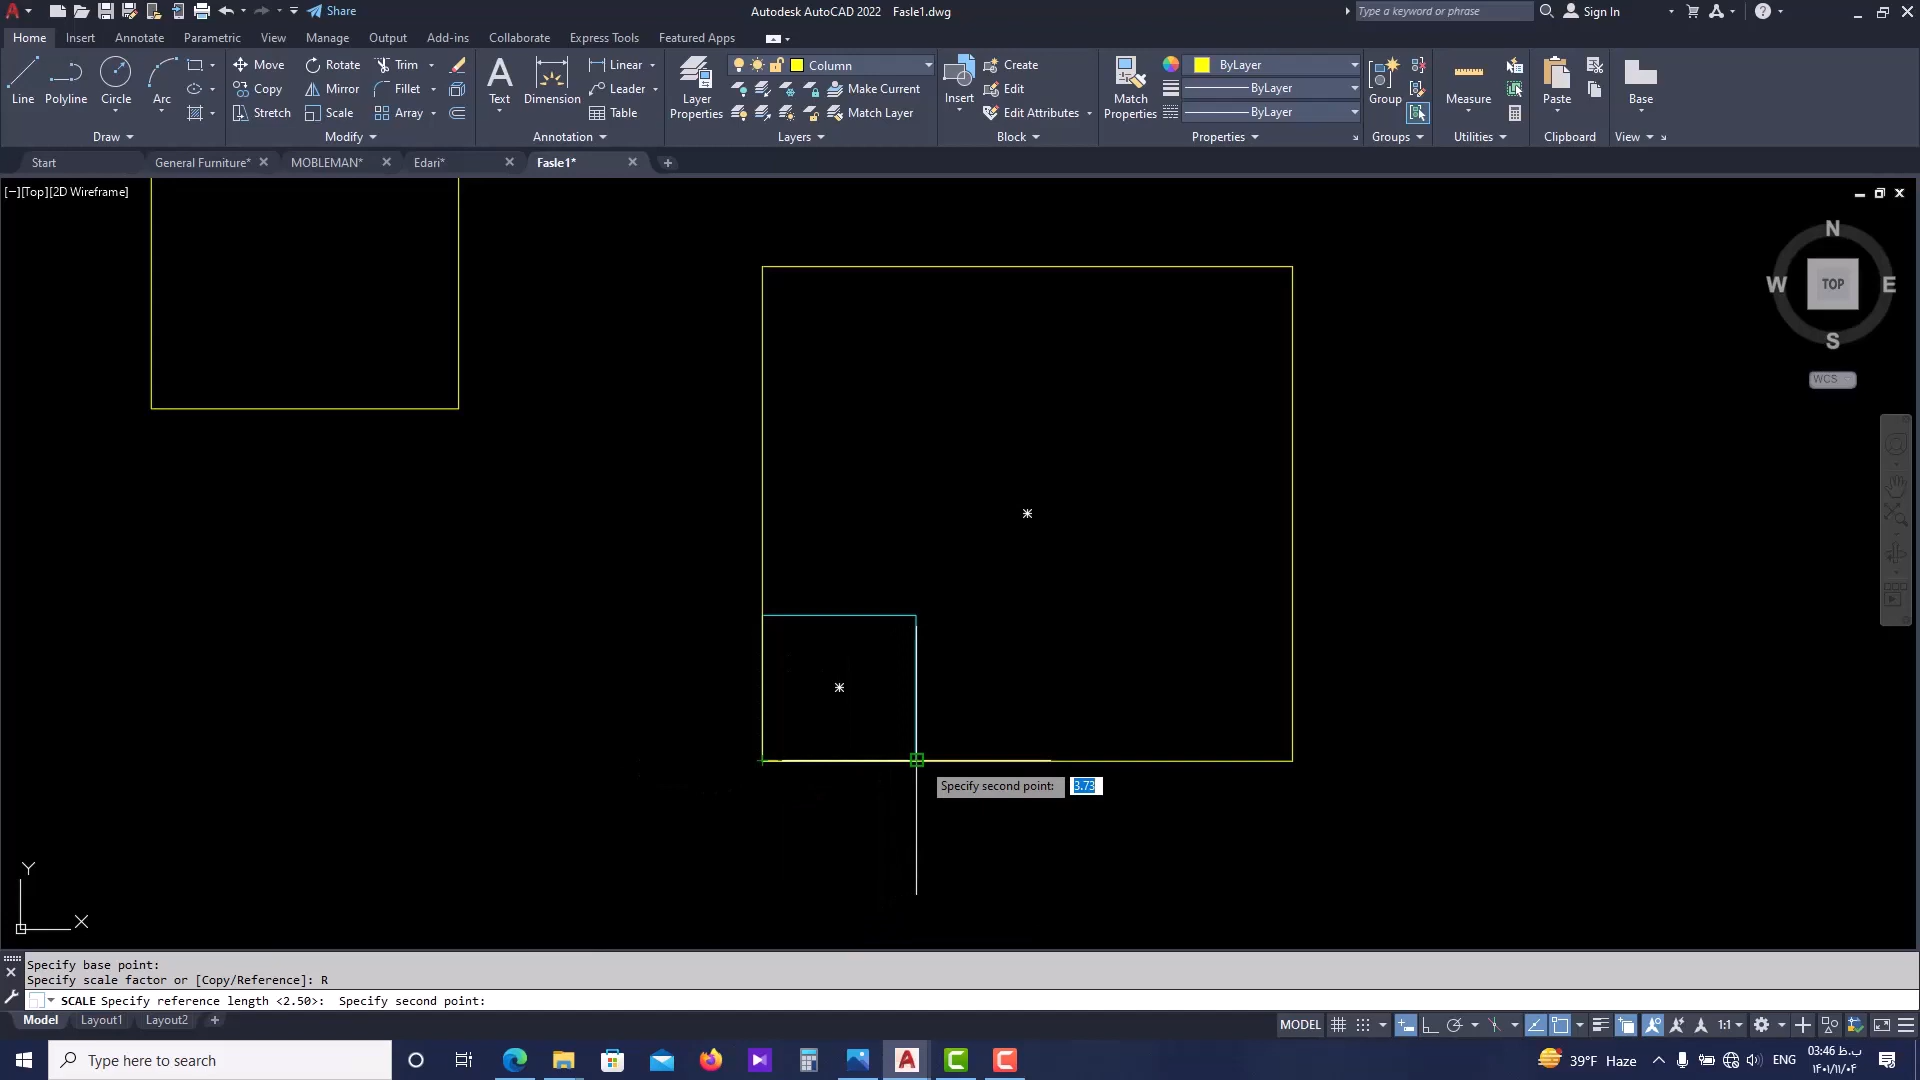 Share
Autodesk AutoCAD 2022 Fasle1.dwg
Type a keyword or phrase
Sign In
Home Insert Annotate Parametric View Manage Output Add-ins Collaborate Express Tools Featured Apps
Line Polyline Circle Arc
Move Rotate Trim
Copy Mirror Fillet
Stretch Scale Array
Text Dimension
Linear
Leader
Table
Layer Properties
Column
Make Current
Match Layer
Insert
Create
Edit
Edit Attributes
Match Properties
ByLayer
ByLayer
ByLayer
Group
Measure
Paste
Base
Draw Modify Annotation Layers Block Properties Groups Utilities Clipboard View
Start General Furniture* MOBLEMAN* Edari* Fasle1*
[−][Top][2D Wireframe]
N
W TOP E
S
WCS
Specify second point: 3.73
Y
X
Specify base point:
Specify scale factor or [Copy/Reference]: R
SCALE Specify reference length <2.50>: Specify second point:
Model Layout1 Layout2
MODEL 1:1
Type here to search
39°F Haze
ENG
03:46 ب.ظ
۱۴۰۱/۱۱/۰۴